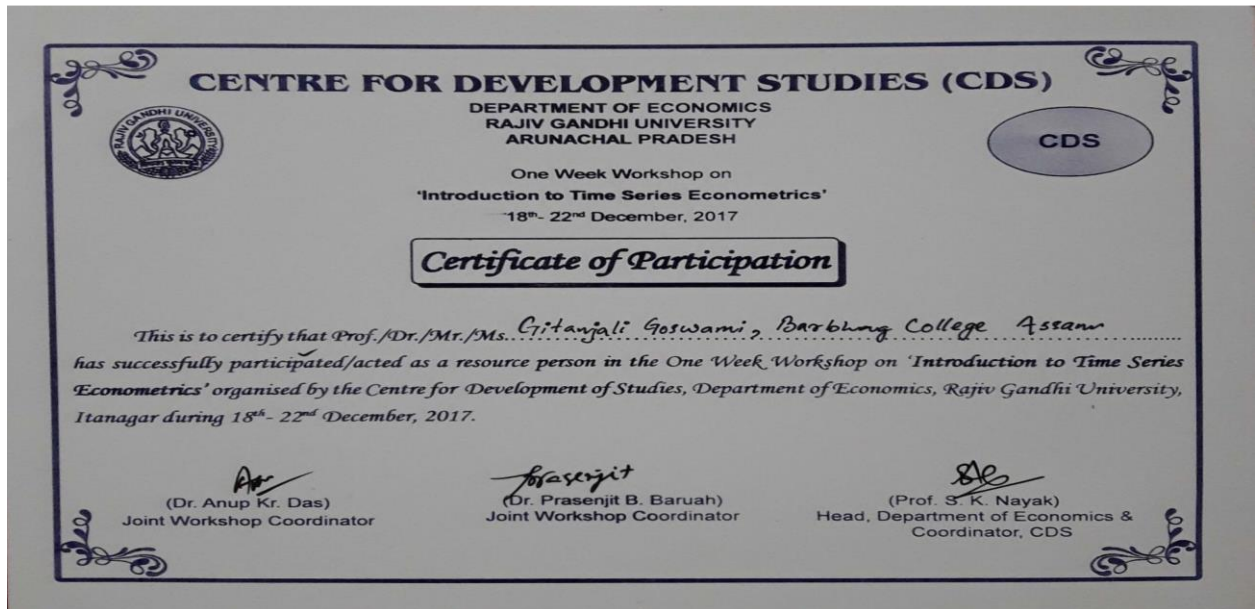 CENTRE FOR DEVELOPMENT STUDIES (CDS)
DEPARTMENT OF ECONOMICS
RAJIV GANDHI UNIVERSITY
ARUNACHAL PRADESH
RAJIV GANDHI UNIVERSITY
CDS
One Week Workshop on
'Introduction to Time Series Econometrics'
18th- 22nd December, 2017
Certificate of Participation
This is to certify that Prof./Dr./Mr./Ms. Gitanjali Goswami, Barbhag College Assam
has successfully participated/acted as a resource person in the One Week Workshop on 'Introduction to Time Series
Econometrics' organised by the Centre for Development of Studies, Department of Economics, Rajiv Gandhi University,
Itanagar during 18th- 22nd December, 2017.
Prasenjit
(Dr. Anup Kr. Das)
Joint Workshop Coordinator
(Dr. Prasenjit B. Baruah)
Joint Workshop Coordinator
(Prof. S. K. Nayak)
Head, Department of Economics &
Coordinator, CDS